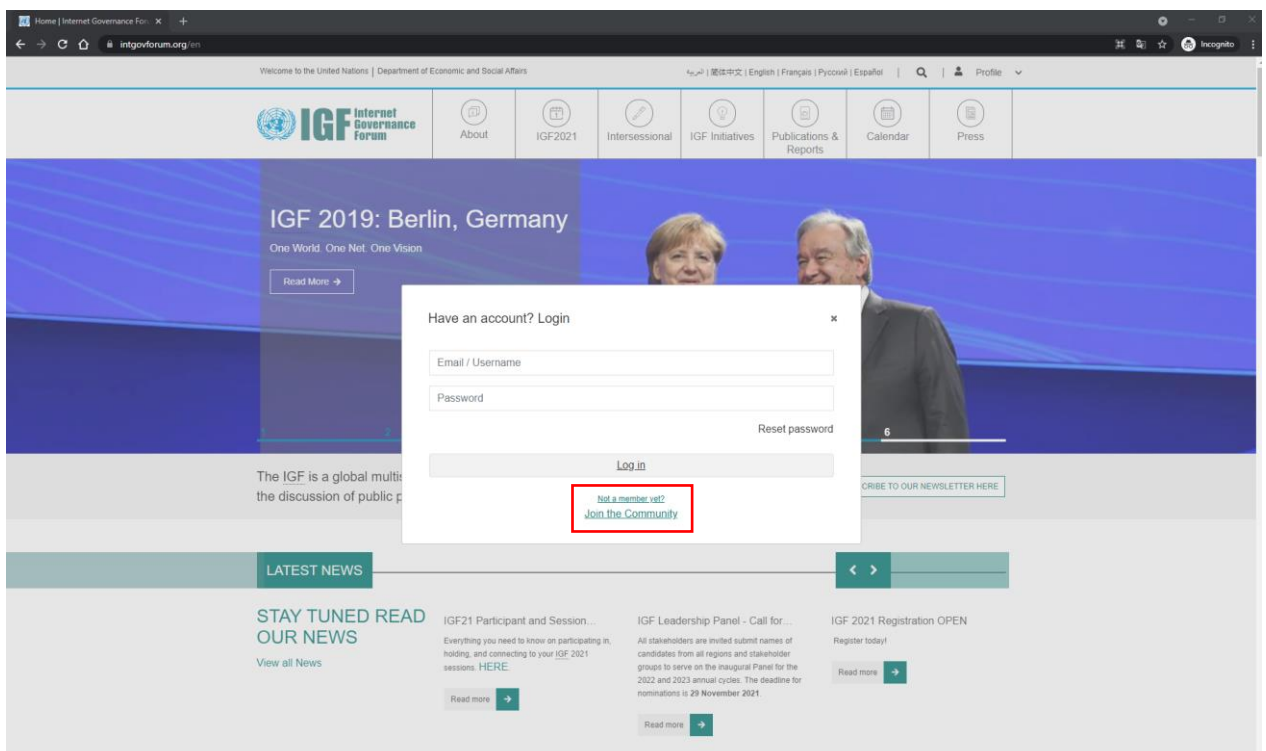 Home | Internet Governance For
intgovforum.org/en
Incognito
Welcome to the United Nations | Department of Economic and Social Affairs
العربية | 简体中文 | English | Français | Русский | Español | Profile
IGF Internet Governance Forum
About
IGF2021
Intersessional
IGF Initiatives
Publications & Reports
Calendar
Press
IGF 2019: Berlin, Germany
One World. One Net. One Vision
Read More →
Have an account? Login
×
Email / Username
Password
Reset password
2
6
Log in
Not a member yet?
Join the Community
The IGF is a global multis
the discussion of public p
CRIBE TO OUR NEWSLETTER HERE
LATEST NEWS
STAY TUNED READ
OUR NEWS
View all News
IGF21 Participant and Session...
Everything you need to know on participating in,
holding, and connecting to your IGF 2021
sessions. HERE.
Read more →
IGF Leadership Panel - Call for...
All stakeholders are invited submit names of
candidates from all regions and stakeholder
groups to serve on the inaugural Panel for the
2022 and 2023 annual cycles. The deadline for
nominations is 29 November 2021.
Read more →
IGF 2021 Registration OPEN
Register today!
Read more →